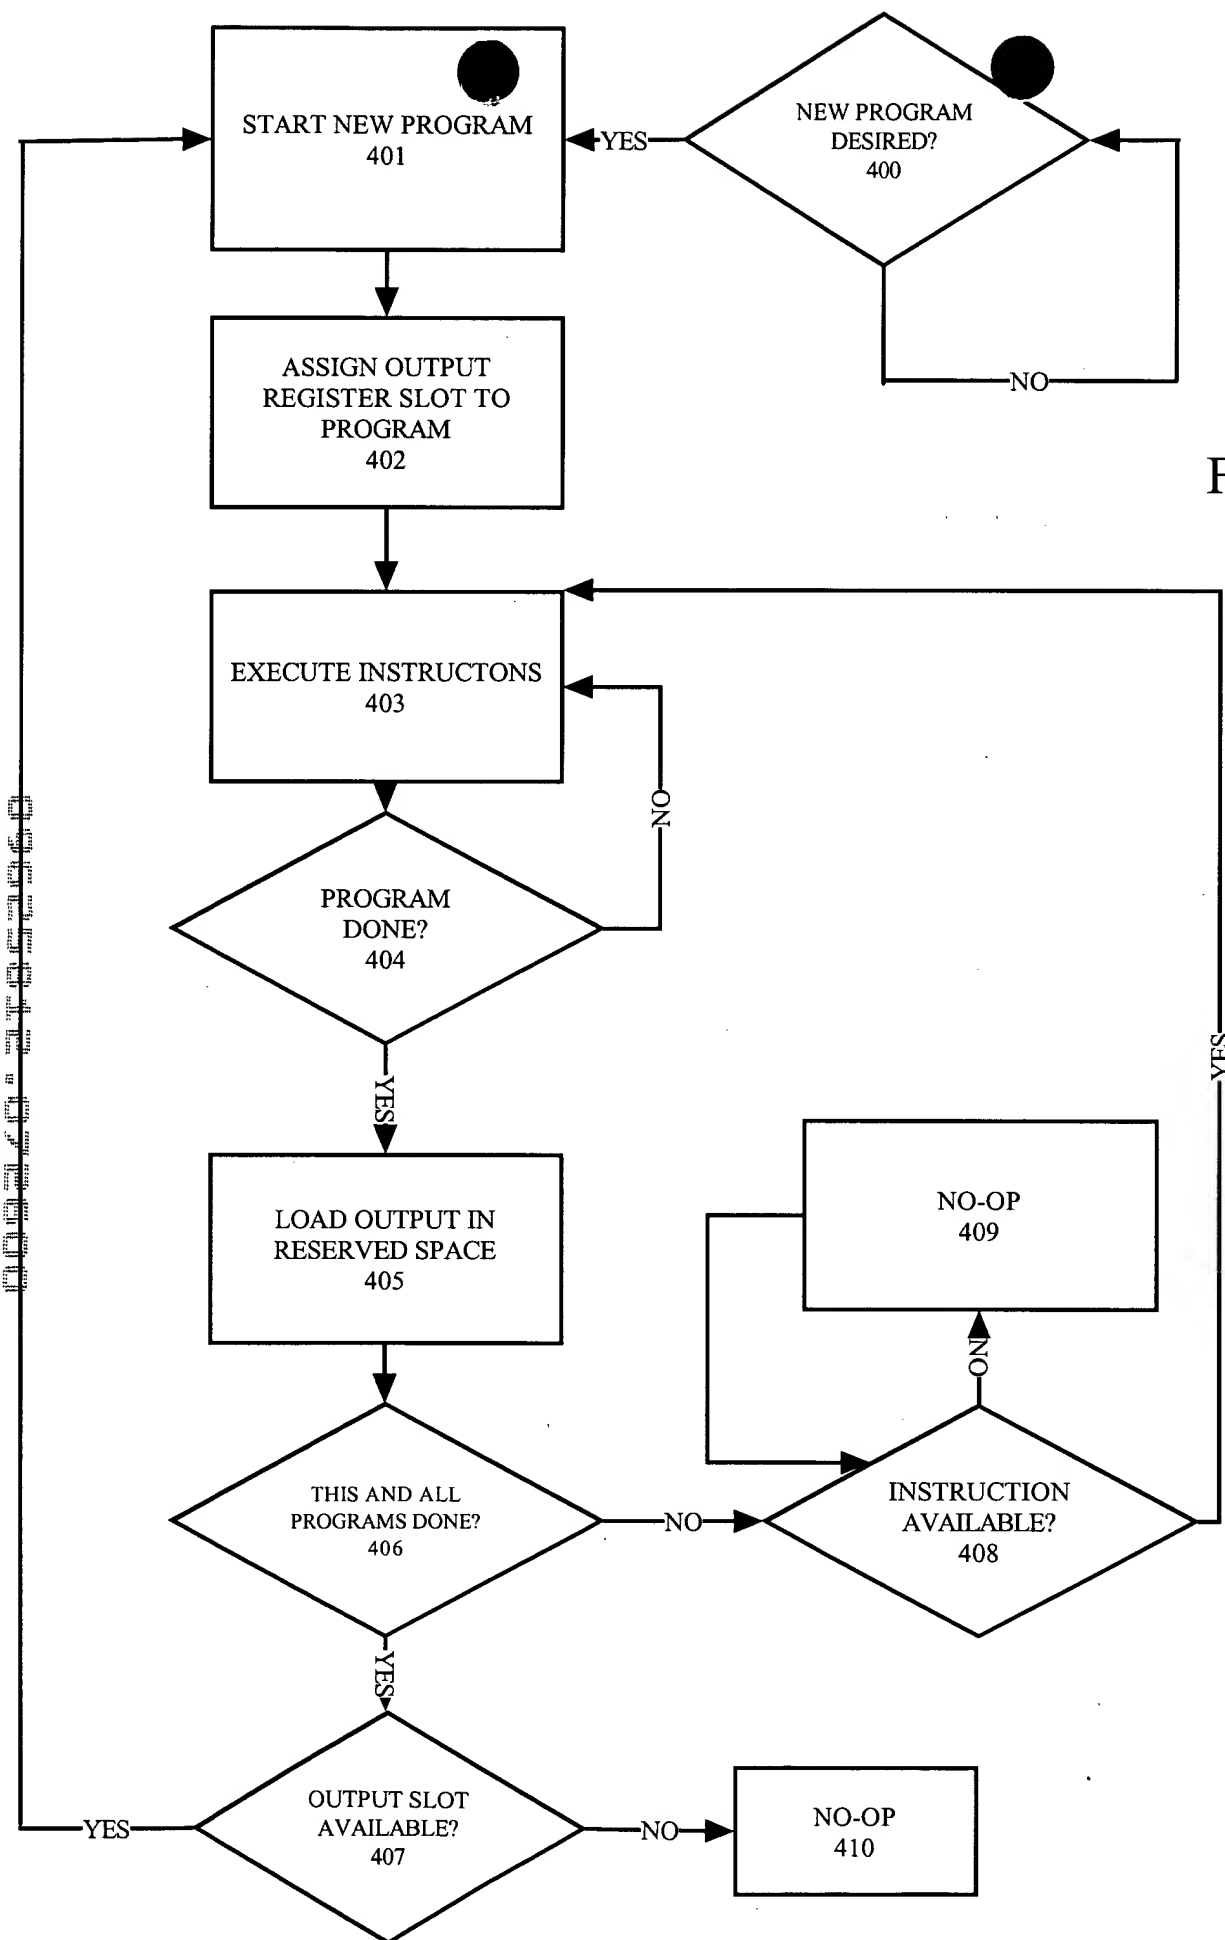 START NEW PROGRAM
401
YES
NEW PROGRAM
DESIRED?
400
NO
ASSIGN OUTPUT
REGISTER SLOT TO
PROGRAM
402
F
EXECUTE INSTRUCTONS
403
NO
PROGRAM
DONE?
404
YES
YES
LOAD OUTPUT IN
RESERVED SPACE
405
NO-OP
409
NO
THIS AND ALL
PROGRAMS DONE?
406
NO
INSTRUCTION
AVAILABLE?
408
YES
OUTPUT SLOT
AVAILABLE?
407
YES
NO
NO-OP
410